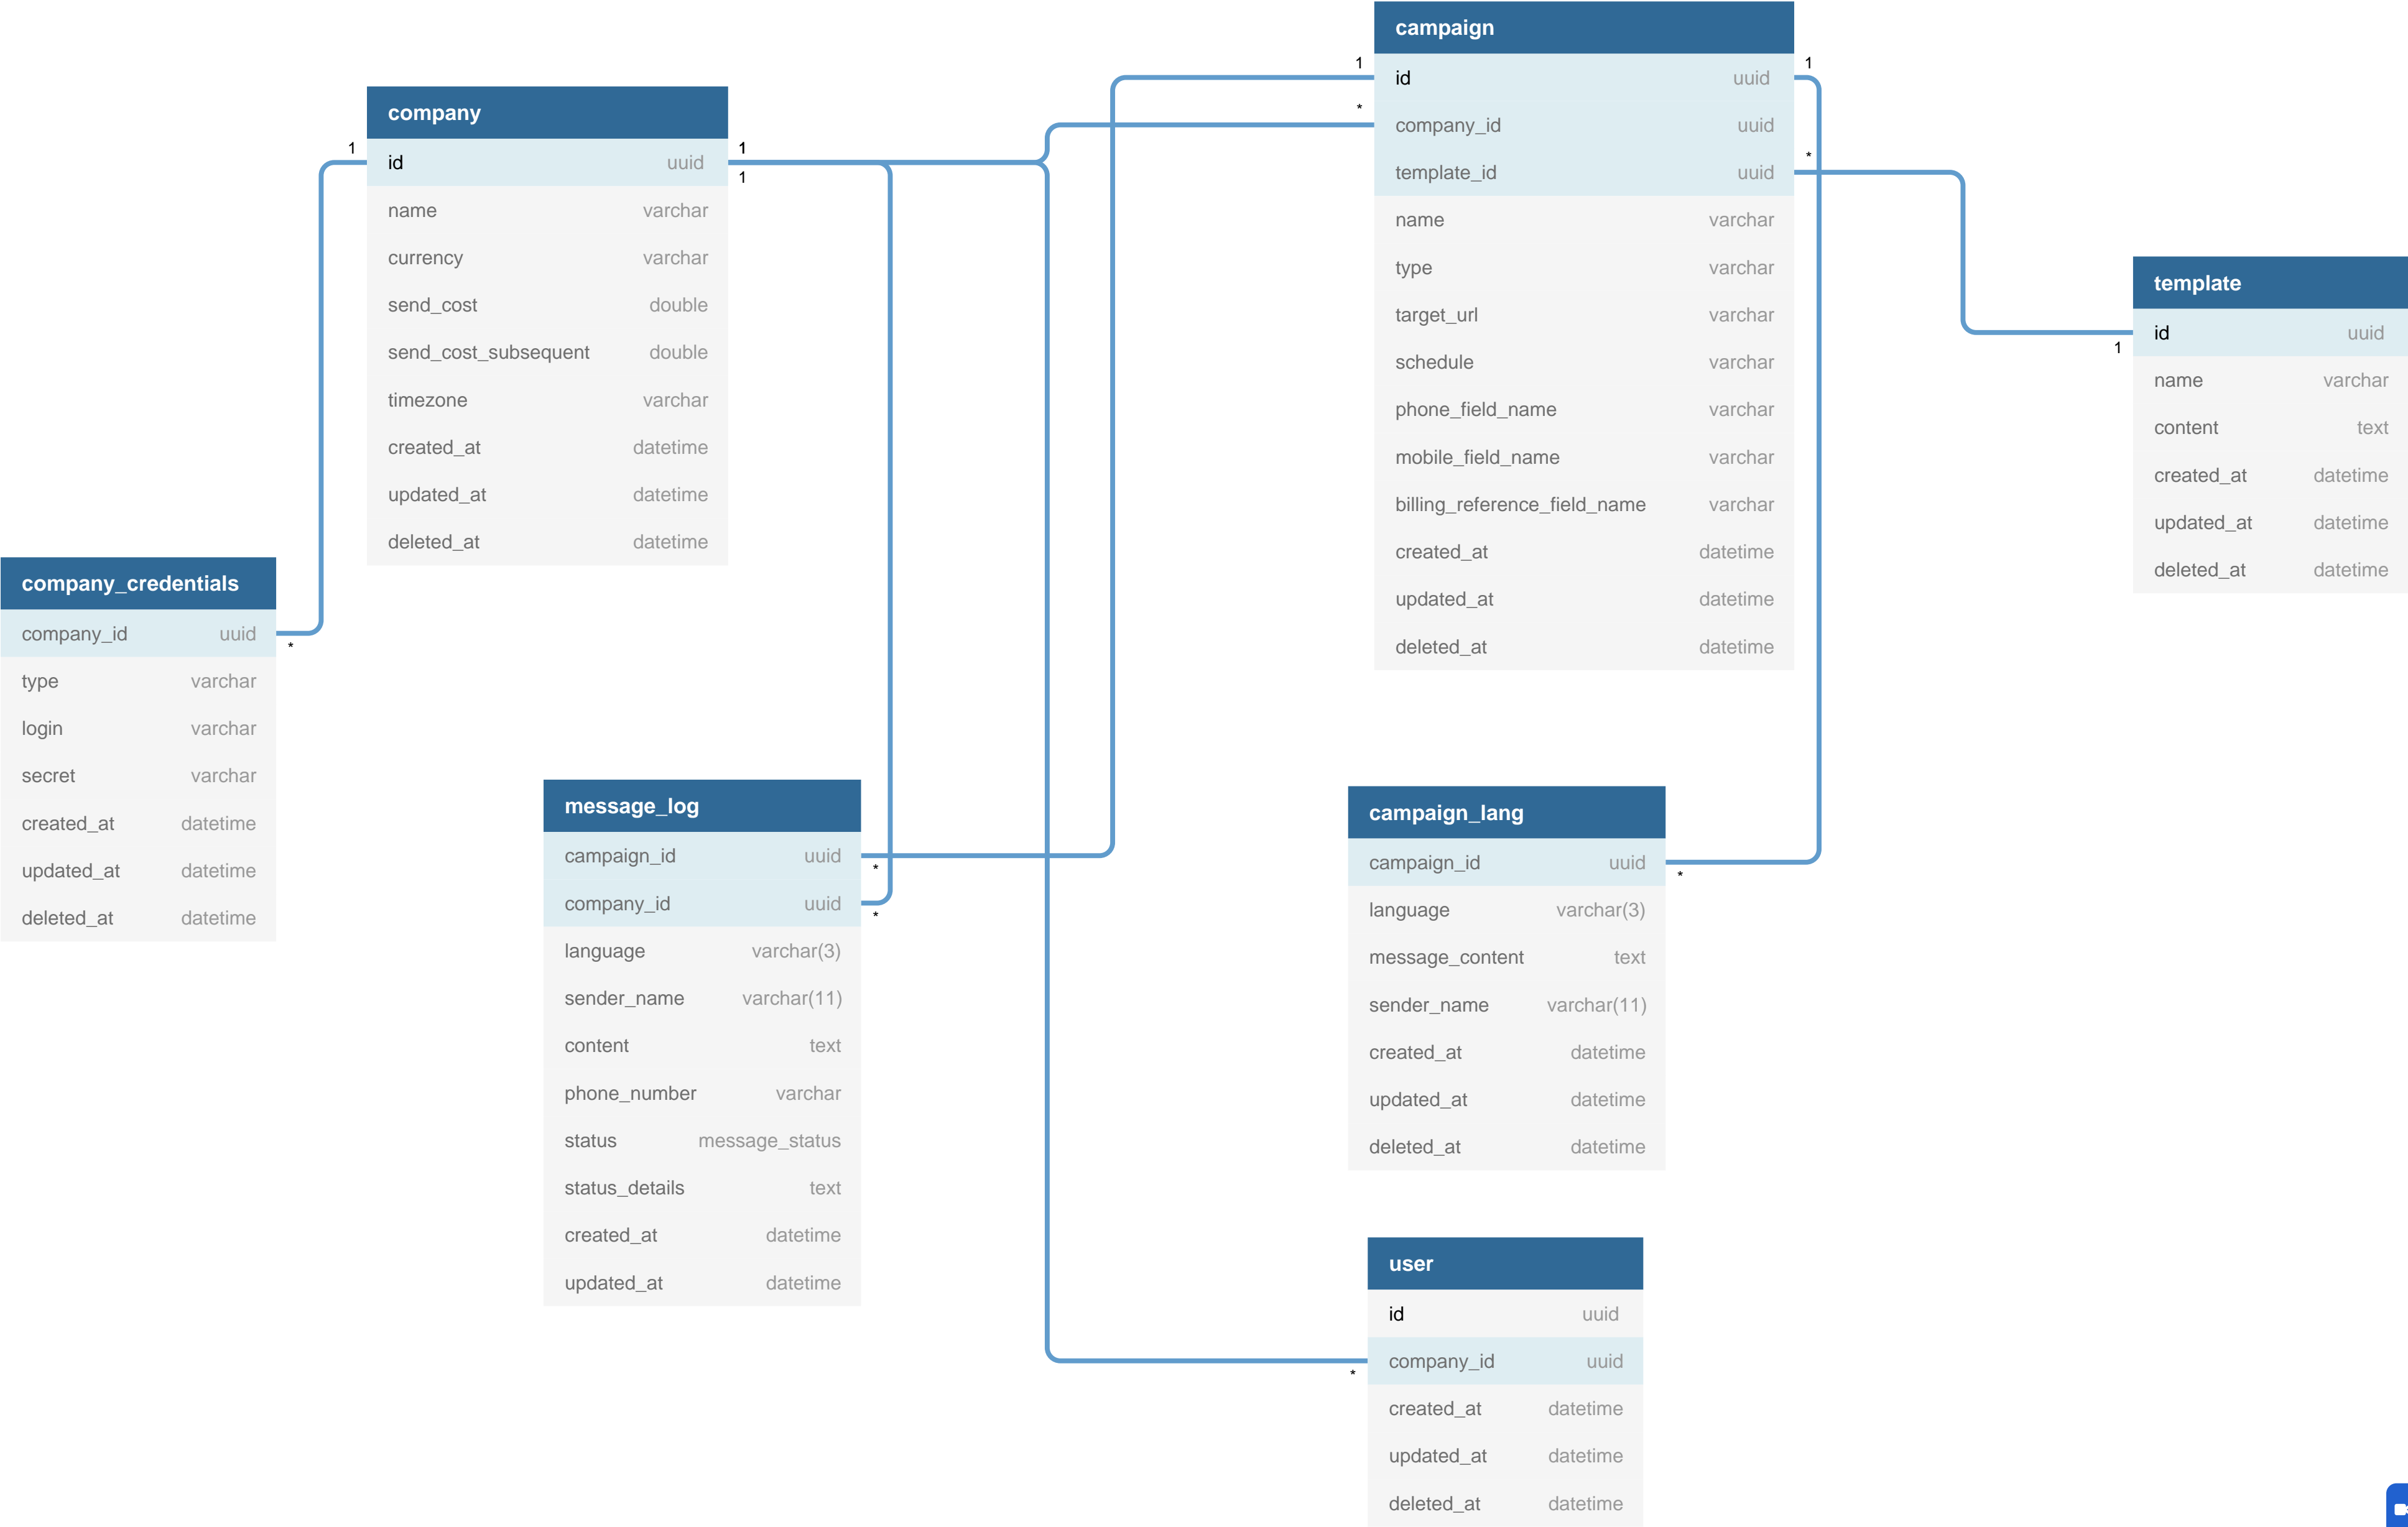 company
1
id uuid
1
1
name varchar
currency varchar
send_cost double
send_cost_subsequent double
timezone varchar
created_at datetime
updated_at datetime
deleted_at datetime
company_credentials
company_id uuid
*
type varchar
login varchar
secret varchar
created_at datetime
updated_at datetime
deleted_at datetime
message_log
campaign_id uuid
*
company_id uuid
*
language varchar(3)
sender_name varchar(11)
content text
phone_number varchar
status message_status
status_details text
created_at datetime
updated_at datetime
campaign
1
id uuid
1
*
company_id uuid
*
template_id uuid
name varchar
type varchar
target_url varchar
schedule varchar
phone_field_name varchar
mobile_field_name varchar
billing_reference_field_name varchar
created_at datetime
updated_at datetime
deleted_at datetime
campaign_lang
campaign_id uuid
*
language varchar(3)
message_content text
sender_name varchar(11)
created_at datetime
updated_at datetime
deleted_at datetime
user
id uuid
company_id uuid
*
created_at datetime
updated_at datetime
deleted_at datetime
template
id uuid
1
name varchar
content text
created_at datetime
updated_at datetime
deleted_at datetime